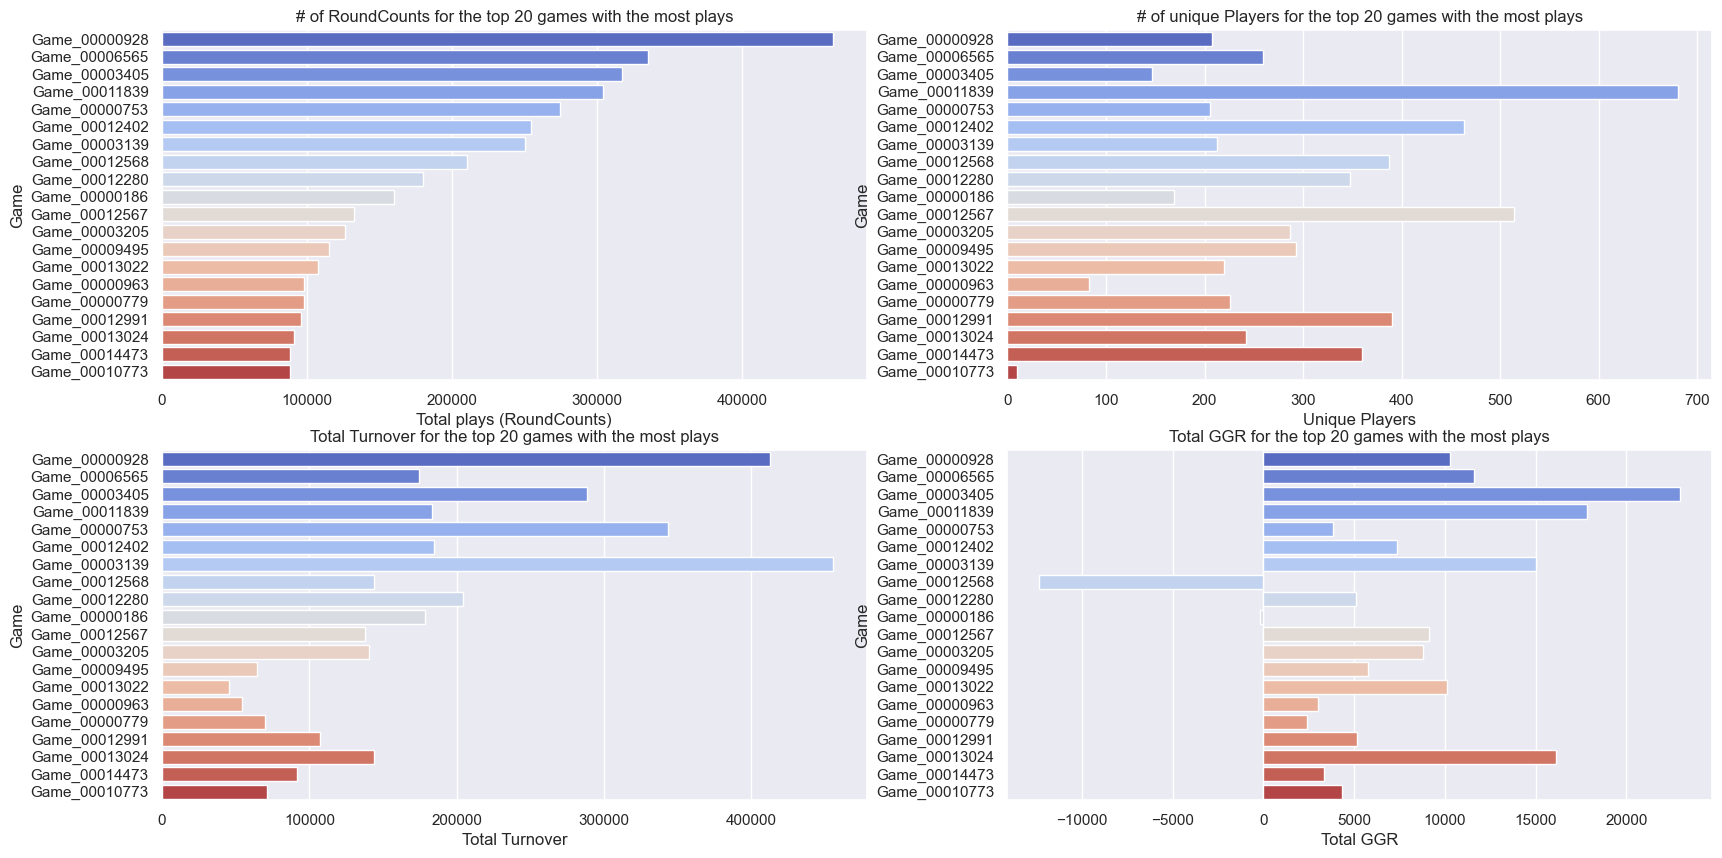 # of RoundCounts for the top 20 games with the most plays
Game
Game_00000928
Game_00006565
Game_00003405
Game_00011839
Game_00000753
Game_00012402
Game_00003139
Game_00012568
Game_00012280
Game_00000186
Game_00012567
Game_00003205
Game_00009495
Game_00013022
Game_00000963
Game_00000779
Game_00012991
Game_00013024
Game_00014473
Game_00010773
0 100000 200000 300000 400000
Total plays (RoundCounts)
# of unique Players for the top 20 games with the most plays
Game
Game_00000928
Game_00006565
Game_00003405
Game_00011839
Game_00000753
Game_00012402
Game_00003139
Game_00012568
Game_00012280
Game_00000186
Game_00012567
Game_00003205
Game_00009495
Game_00013022
Game_00000963
Game_00000779
Game_00012991
Game_00013024
Game_00014473
Game_00010773
0 100 200 300 400 500 600 700
Unique Players
Total Turnover for the top 20 games with the most plays
Game
Game_00000928
Game_00006565
Game_00003405
Game_00011839
Game_00000753
Game_00012402
Game_00003139
Game_00012568
Game_00012280
Game_00000186
Game_00012567
Game_00003205
Game_00009495
Game_00013022
Game_00000963
Game_00000779
Game_00012991
Game_00013024
Game_00014473
Game_00010773
0 100000 200000 300000 400000
Total Turnover
Total GGR for the top 20 games with the most plays
Game
Game_00000928
Game_00006565
Game_00003405
Game_00011839
Game_00000753
Game_00012402
Game_00003139
Game_00012568
Game_00012280
Game_00000186
Game_00012567
Game_00003205
Game_00009495
Game_00013022
Game_00000963
Game_00000779
Game_00012991
Game_00013024
Game_00014473
Game_00010773
−10000 −5000 0 5000 10000 15000 20000
Total GGR